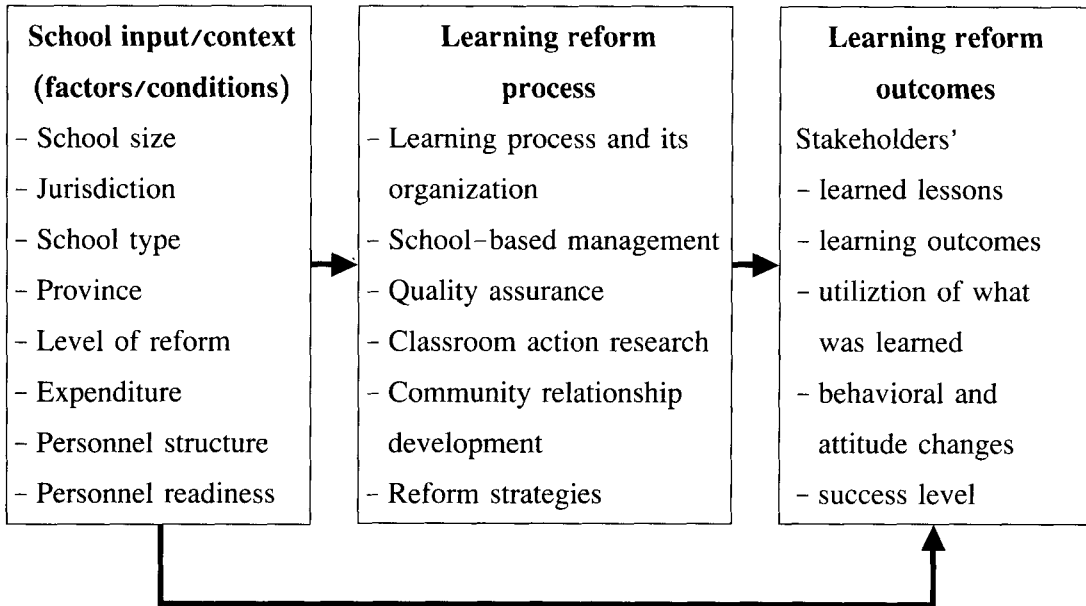 School input/context
(factors/conditions)
- School size
- Jurisdiction
- School type
- Province
- Level of reform
- Expenditure
- Personnel structure
- Personnel readiness
Learning reform
process
- Learning process and its
organization
- School-based management
- Quality assurance
- Classroom action research
- Community relationship
development
- Reform strategies
Learning reform
outcomes
Stakeholders'
- learned lessons
- learning outcomes
- utiliztion of what
was learned
- behavioral and
attitude changes
- success level